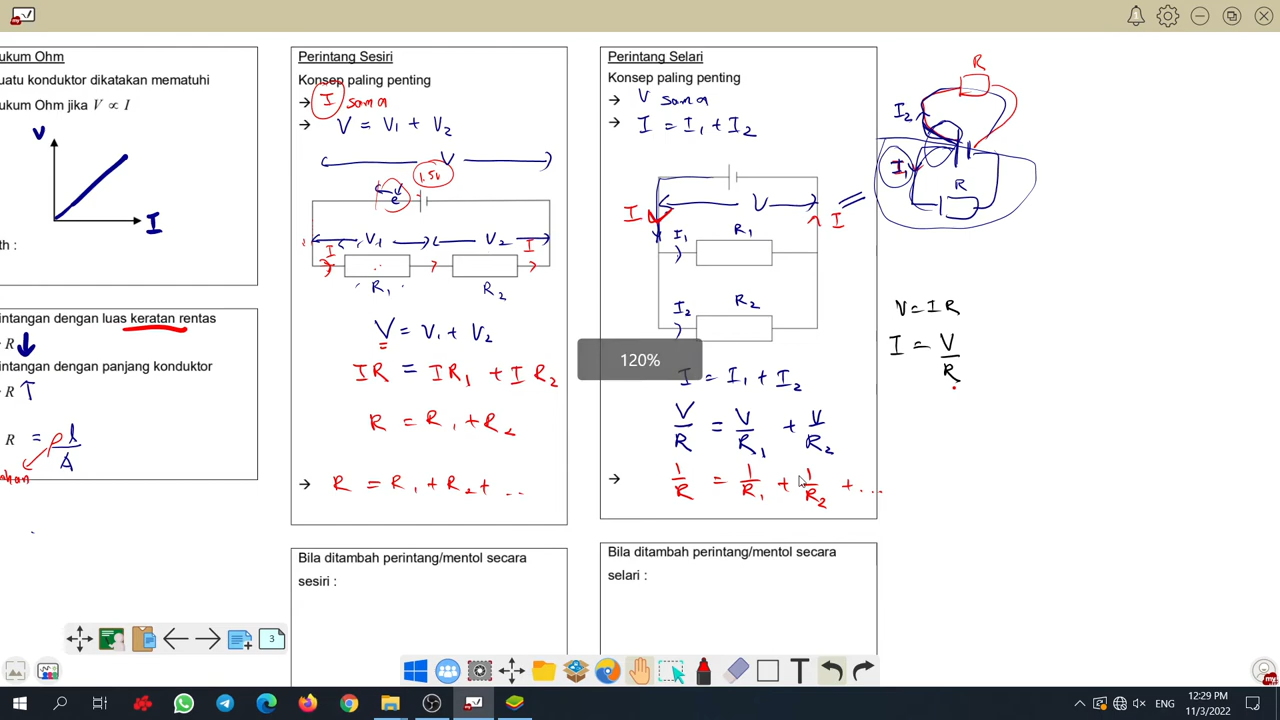 ukum Ohm
uatu konduktor dikatakan mematuhi
ukum Ohm jika V ∝ I
V
I
th :
intangan dengan luas keratan rentas
R ↓
intangan dengan panjang konduktor
R ↑
R = ρl/A
han
Perintang Sesiri
Konsep paling penting
→ I sama
→ V = V₁ + V₂
V
1.5V
e
V₁ V₂
I I
R₁ R₂
V = V₁ + V₂
IR = IR₁ + IR₂
R = R₁ + R₂
→ R = R₁ + R₂ + ...
Bila ditambah perintang/mentol secara
sesiri :
Perintang Selari
Konsep paling penting
→ V sama
→ I = I₁ + I₂
I V I
I₁ R₁
I₂ R₂
120%
I = I₁ + I₂
V/R = V/R₁ + V/R₂
→ 1/R = 1/R₁ + 1/R₂ + ...
Bila ditambah perintang/mentol secara
selari :
R
I₂
I₁
R
V = IR
I = V/R
3
ENG
12:29 PM
11/3/2022